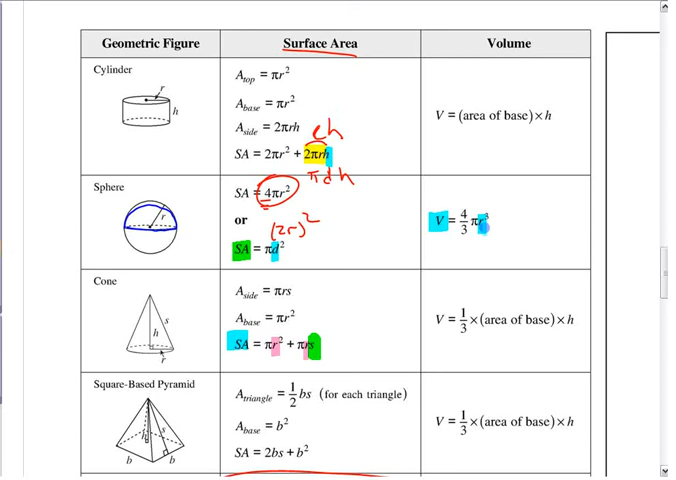 Geometric Figure Surface Area Volume
Cylinder
r
h
A_top = πr²
A_base = πr²
A_side = 2πrh
ch
SA = 2πr² + 2πrh
πdh
V = (area of base) × h
Sphere
r
SA = 4πr²
or
(2r)²
SA = πd²
V = 4/3 πr³
Cone
s
h
r
A_side = πrs
A_base = πr²
SA = πr² + πrs
V = 1/3 × (area of base) × h
Square-Based Pyramid
h
s
b
b
A_triangle = 1/2 bs (for each triangle)
A_base = b²
SA = 2bs + b²
V = 1/3 × (area of base) × h